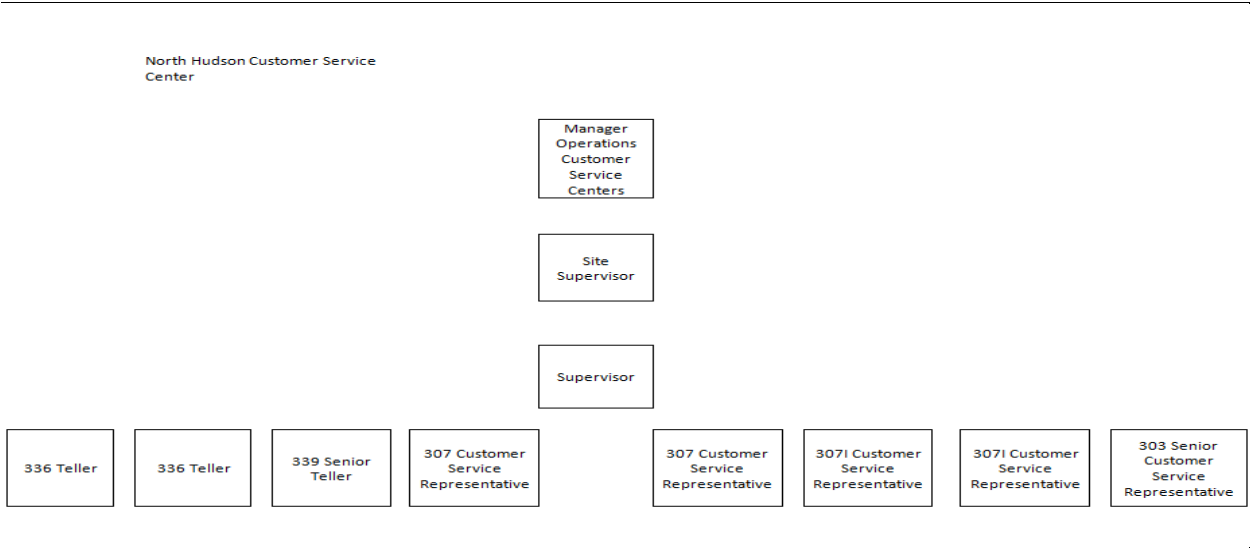 North Hudson Customer Service
Center
Manager
Operations
Customer
Service
Centers
Site
Supervisor
Supervisor
336 Teller
336 Teller
339 Senior
Teller
307 Customer
Service
Representative
307 Customer
Service
Representative
307I Customer
Service
Representative
307I Customer
Service
Representative
303 Senior
Customer
Service
Representative